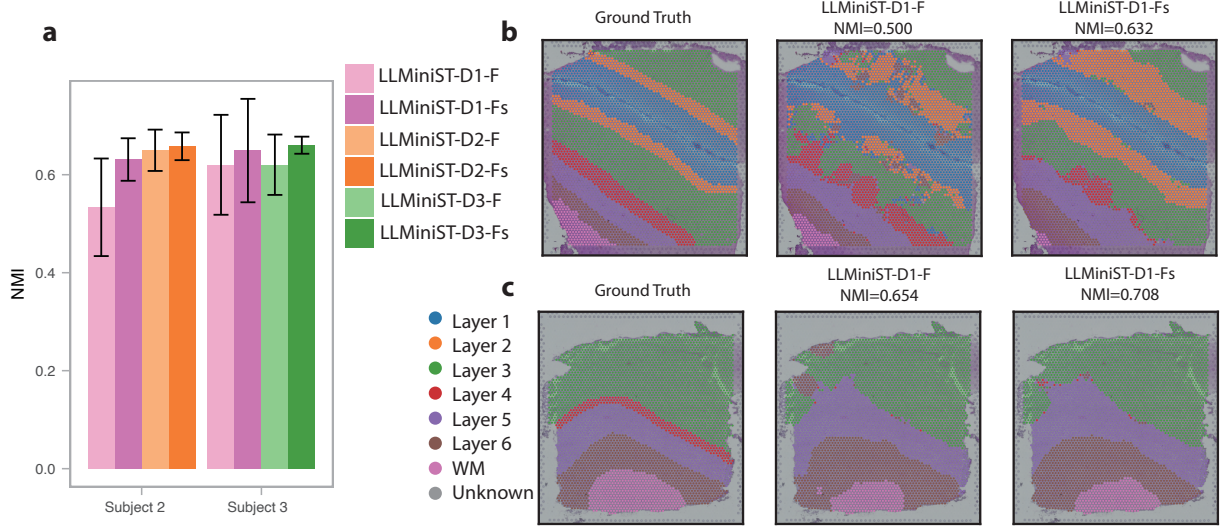 a
NMI
0.6
0.4
0.2
0.0
Subject 2
Subject 3
LLMiniST-D1-F
LLMiniST-D1-Fs
LLMiniST-D2-F
LLMiniST-D2-Fs
LLMiniST-D3-F
LLMiniST-D3-Fs
b
Ground Truth
LLMiniST-D1-F
NMI=0.500
LLMiniST-D1-Fs
NMI=0.632
c
Ground Truth
LLMiniST-D1-F
NMI=0.654
LLMiniST-D1-Fs
NMI=0.708
Layer 1
Layer 2
Layer 3
Layer 4
Layer 5
Layer 6
WM
Unknown